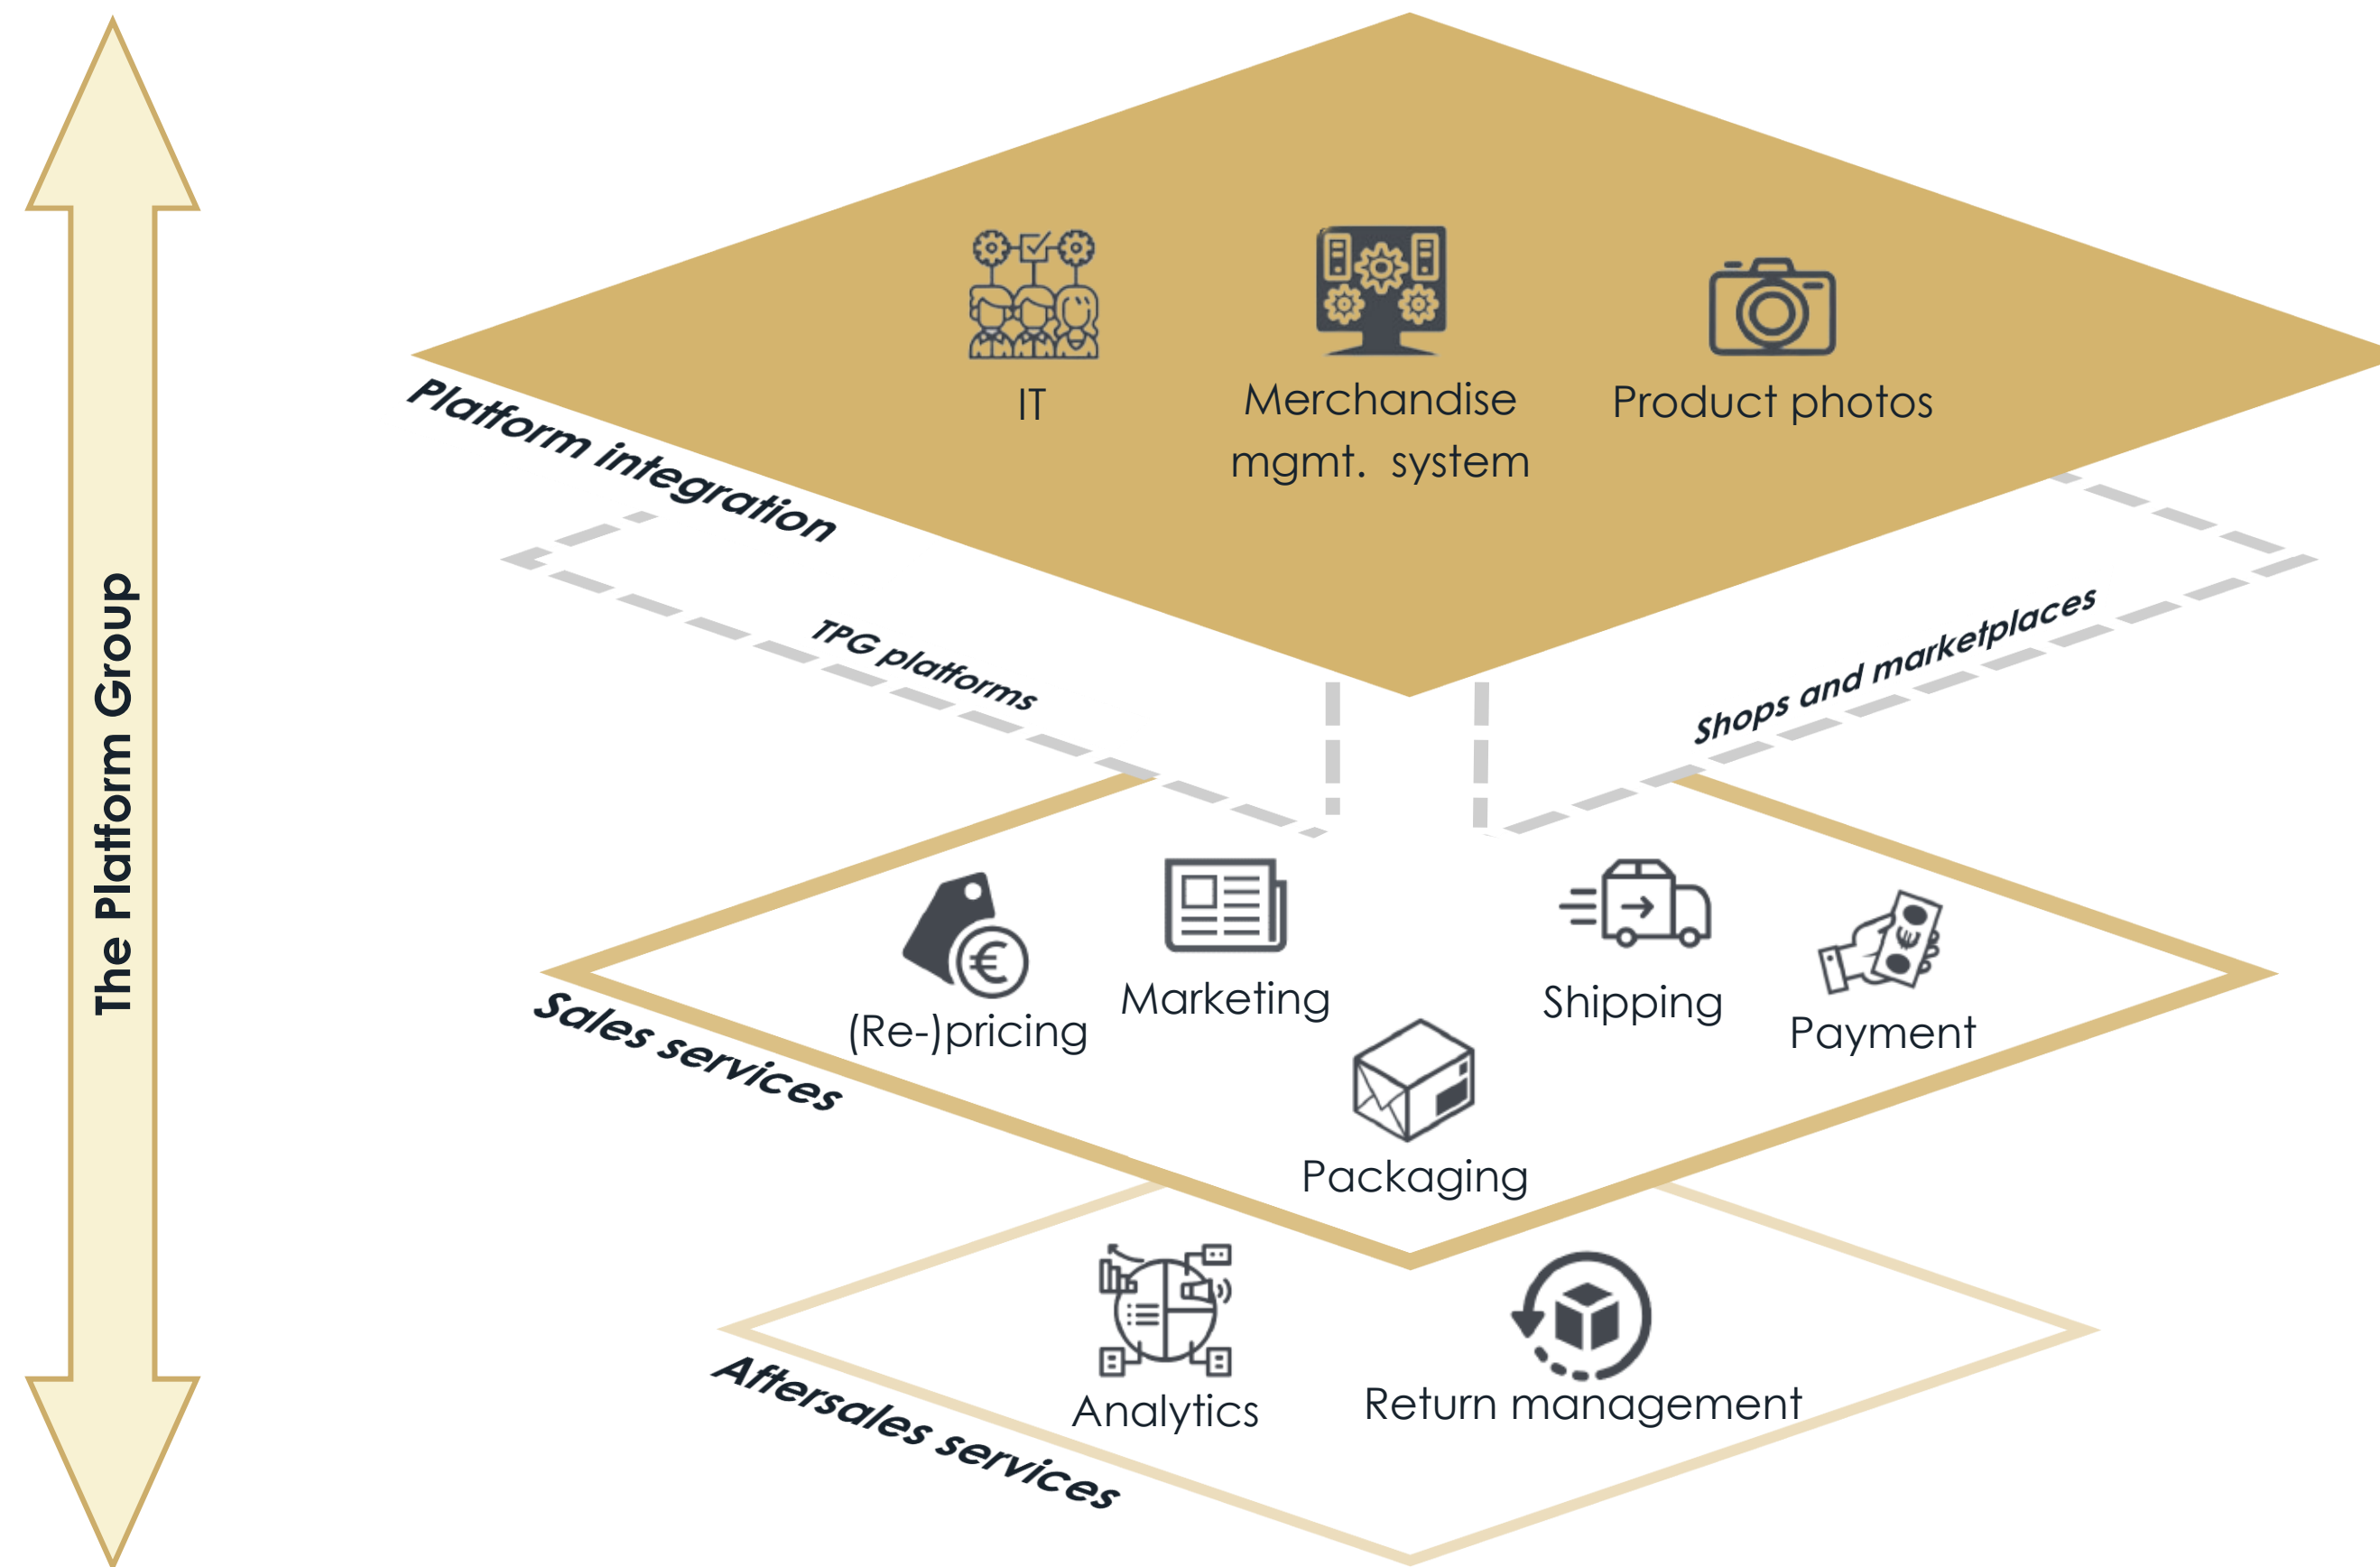 The Platform Group
IT
Merchandise
mgmt. system
Product photos
Platform integration
TPG platforms
Shops and marketplaces
(Re-)pricing
Marketing
Shipping
Payment
Packaging
Sales services
Analytics
Return management
Aftersales services